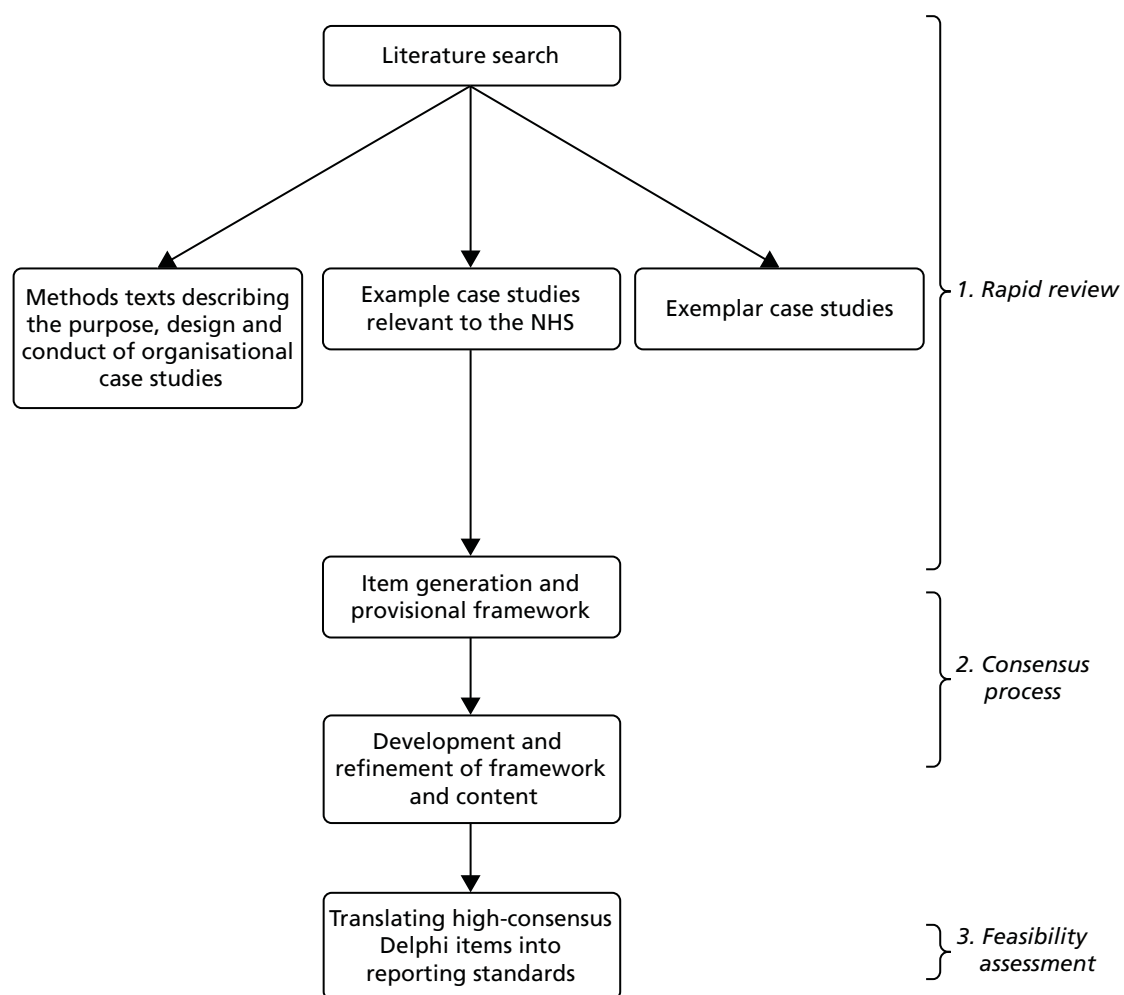 Literature search
Methods texts describing
the purpose, design and
conduct of organisational
case studies
Example case studies
relevant to the NHS
Exemplar case studies
1. Rapid review
Item generation and
provisional framework
2. Consensus
process
Development and
refinement of framework
and content
Translating high-consensus
Delphi items into
reporting standards
3. Feasibility
assessment